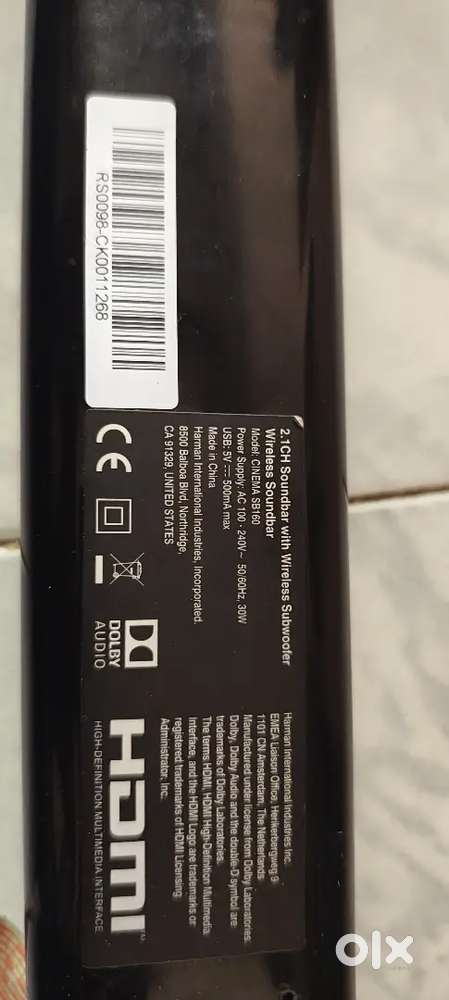 RS0098-CK0011268
2.1CH Soundbar with Wireless Subwoofer
Wireless Soundbar
Model: CINEMA SB160
Power Supply: AC 100 - 240V~ 50/60Hz, 30W
USB: 5V 500mA max
Made in China
Harman International Industries, Incorporated.
8500 Balboa Blvd, Northridge,
CA 91329, UNITED STATES
CE
DOLBY
AUDIO
Harman International Industries Inc.
EMEA Liaison Office, Herikerbergweg 9
1101 CN Amsterdam, The Netherlands
Manufactured under license from Dolby Laboratories.
Dolby, Dolby Audio and the double-D symbol are
trademarks of Dolby Laboratories.
The terms HDMI, HDMI High-Definition Multimedia
Interface, and the HDMI Logo are trademarks or
registered trademarks of HDMI Licensing
Administrator, Inc.
HDMI™
HIGH-DEFINITION MULTIMEDIA INTERFACE
olx